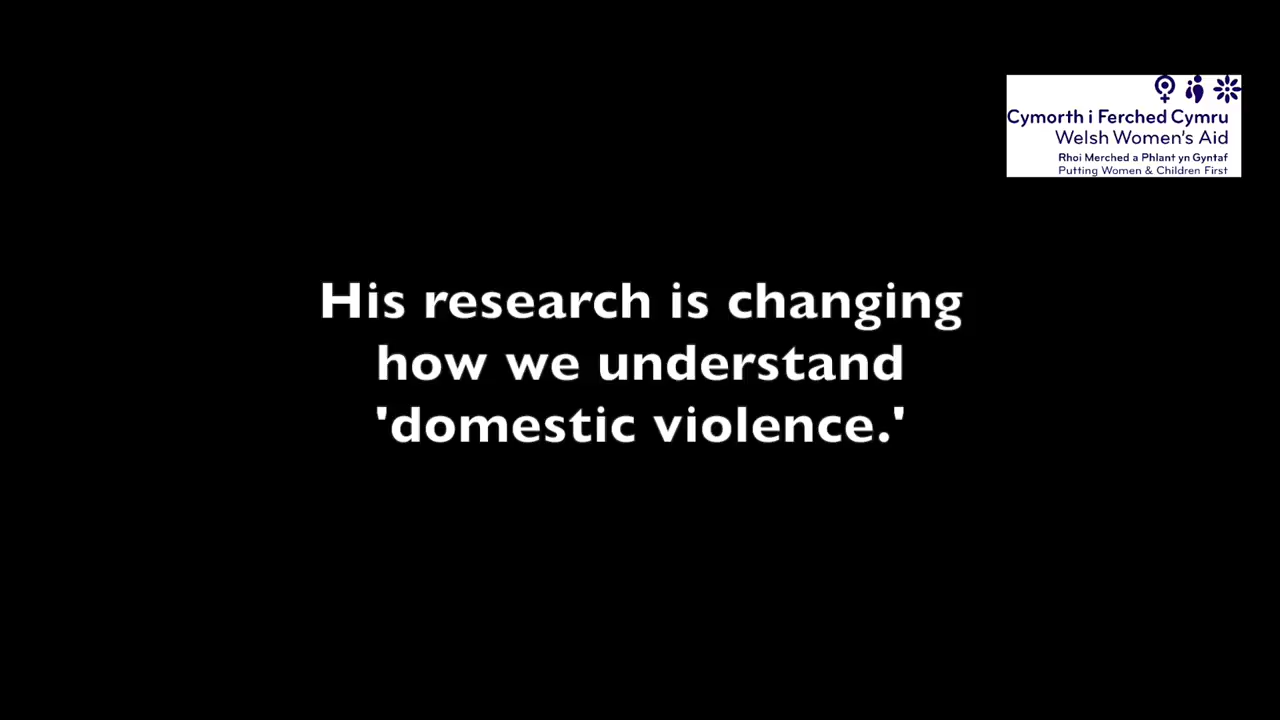 Cymorth i Ferched Cymru
Welsh Women's Aid
Rhoi Merched a Phlant yn Gyntaf
Putting Women & Children First
His research is changing
how we understand
'domestic violence.'